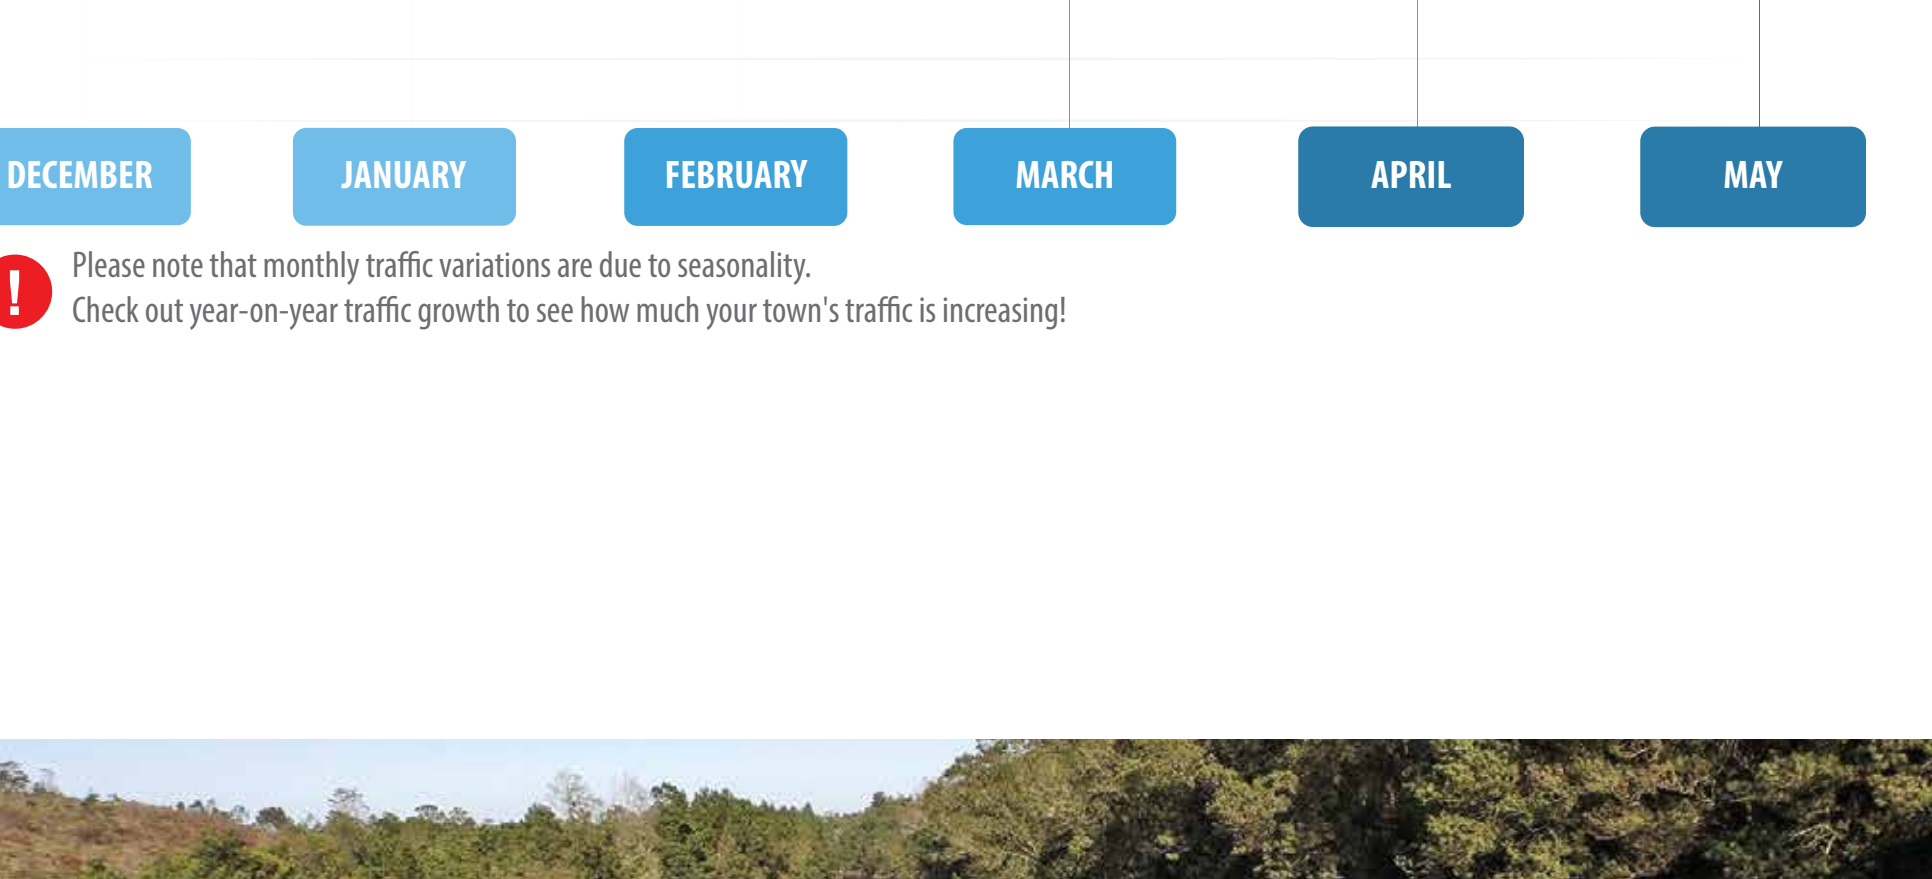 DECEMBER JANUARY FEBRUARY MARCH APRIL MAY
!
Please note that monthly traffic variations are due to seasonality.
Check out year-on-year traffic growth to see how much your town's traffic is increasing!